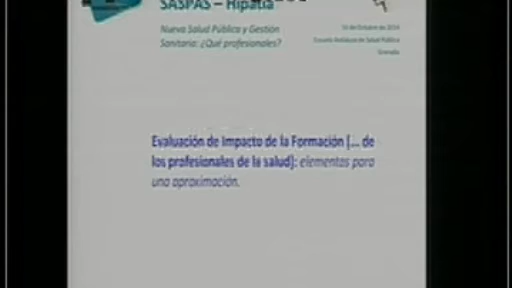 SASPAS – Hipatia
Nueva Salud Pública y Gestión
Sanitaria: ¿Qué profesionales?
Escuela Andaluza de Salud Pública
Granada
Evaluación de Impacto de la Formación [... de
los profesionales de la salud]: elementos para
una aproximación.